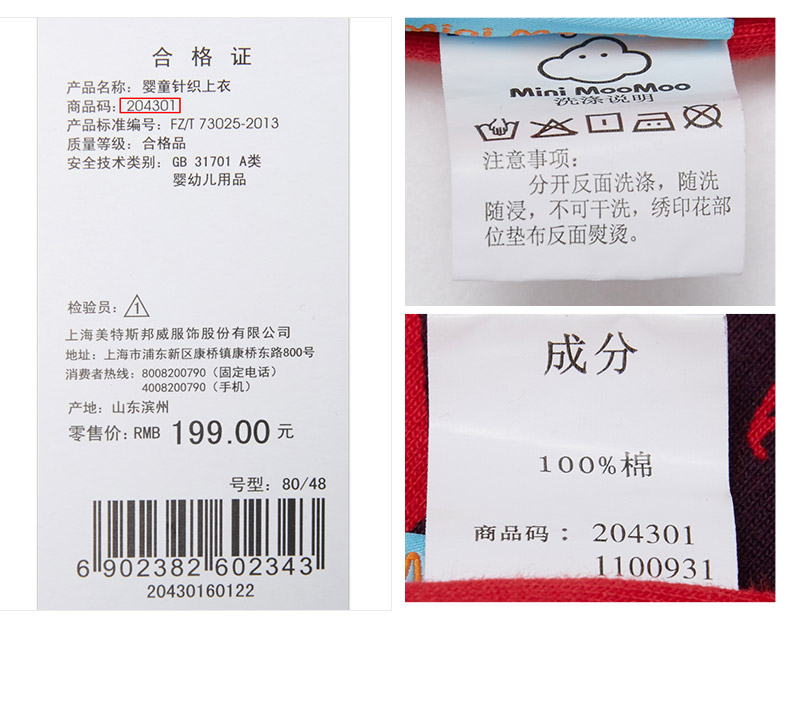 合格证
产品名称: 婴童针织上衣
商品码: 204301
产品标准编号: FZ/T 73025-2013
质量等级: 合格品
安全技术类别: GB 31701 A类
婴幼儿用品
检验员: 1
上海美特斯邦威服饰股份有限公司
地址: 上海市浦东新区康桥镇康桥东路800号
消费者热线: 8008200790 (固定电话)
4008200790 (手机)
产地: 山东滨州
零售价: RMB 199.00 元
号型: 80/48
6 902382 602343
20430160122
Mini MooMoo
洗涤说明
注意事项:
分开反面洗涤，随洗
随浸，不可干洗，绣印花部
位垫布反面熨烫。
成分
100%棉
商品码: 204301
1100931